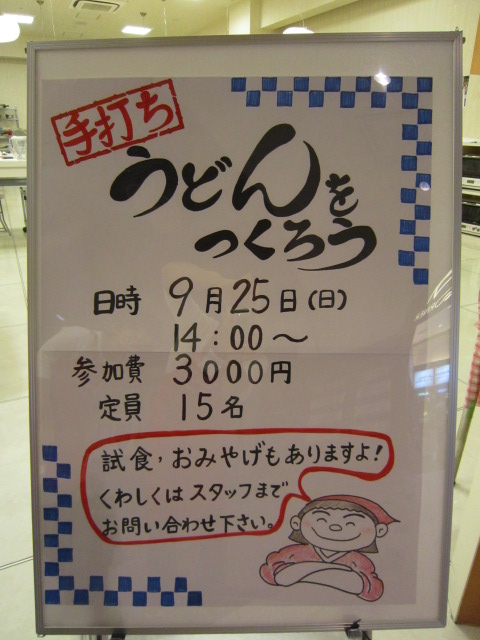 手打ち
うどんを
つくろう
日時 9月25日(日)
14:00～
参加費 3000円
定員 15名
試食,おみやげもありますよ!
くわしくはスタッフまで
お問い合わせ下さい。